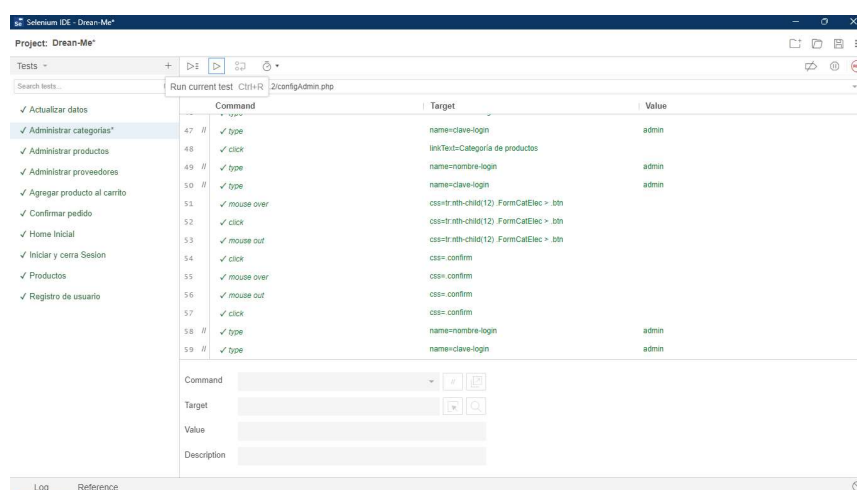 Selenium IDE - Drean-Me*
Project: Drean-Me*
Tests
Search tests...
Run current test Ctrl+R
.2/configAdmin.php
Command Target Value
✓ Actualizar datos
✓ Administrar categorias*
✓ Administrar productos
✓ Administrar proveedores
✓ Agregar producto al carrito
✓ Confirmar pedido
✓ Home Inicial
✓ Iniciar y cerra Sesion
✓ Productos
✓ Registro de usuario
47 // ✓ type name=clave-login admin
48 ✓ click linkText=Categoría de productos
49 // ✓ type name=nombre-login admin
50 // ✓ type name=clave-login admin
51 ✓ mouse over css=tr:nth-child(12) .FormCatElec > .btn
52 ✓ click css=tr:nth-child(12) .FormCatElec > .btn
53 ✓ mouse out css=tr:nth-child(12) .FormCatElec > .btn
54 ✓ click css=.confirm
55 ✓ mouse over css=.confirm
56 ✓ mouse out css=.confirm
57 ✓ click css=.confirm
58 // ✓ type name=nombre-login admin
59 // ✓ type name=clave-login admin
Command //
Target
Value
Description
Log Reference